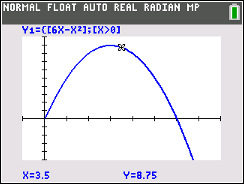 NORMAL FLOAT AUTO REAL RADIAN MP
Y1={[6X-X²];[X>0]
X=3.5 Y=8.75